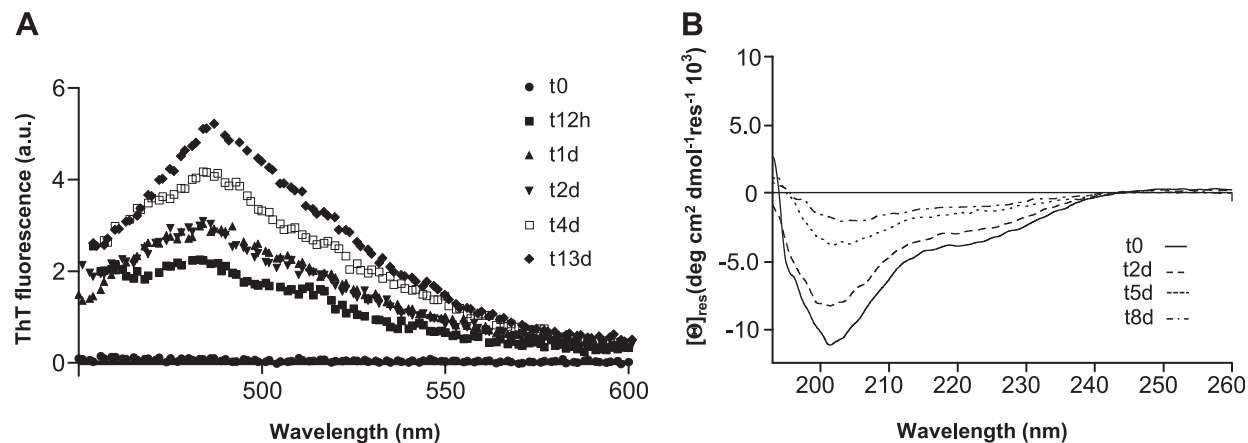 A
ThT fluorescence (a.u.)
6
4
2
0
500
550
600
Wavelength (nm)
t0
t12h
t1d
t2d
t4d
t13d
B
[Θ]res(deg cm² dmol⁻¹res⁻¹ 10³)
10
5.0
0
-5.0
-10
200
210
220
230
240
250
260
Wavelength (nm)
t0
t2d
t5d
t8d